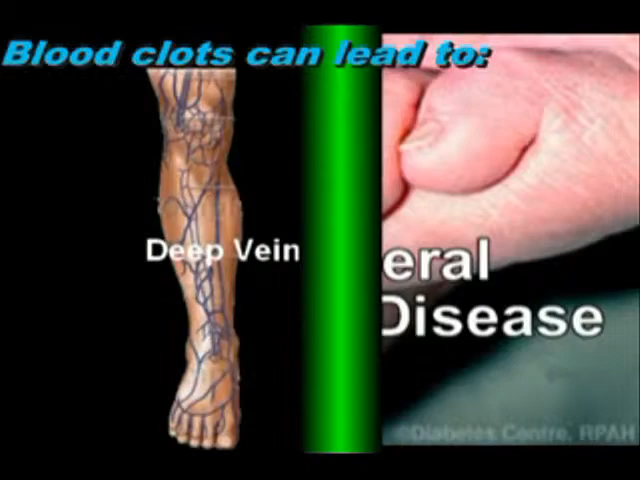 Blood clots can lead to:
Deep Vein
eral
Disease
©Diabetes Centre, RPAH